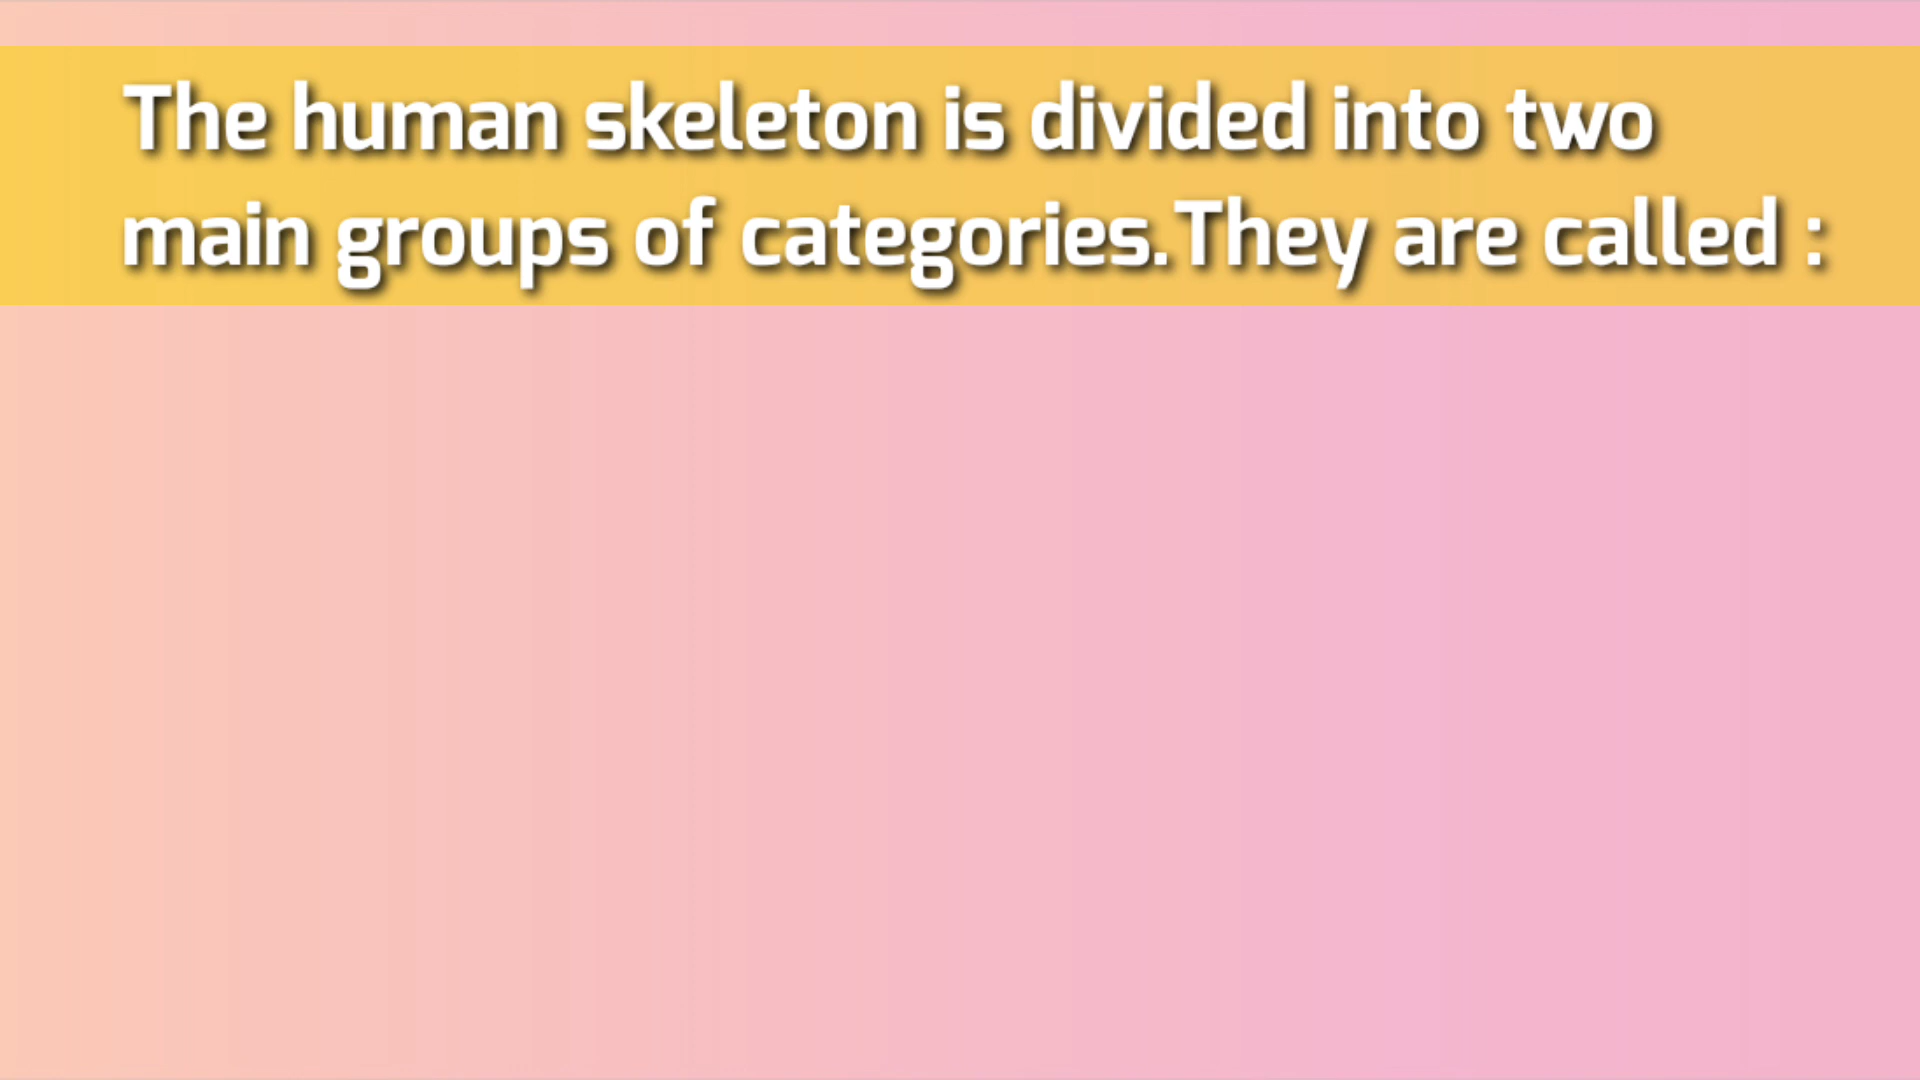 The human skeleton is divided into two
main groups of categories.They are called :